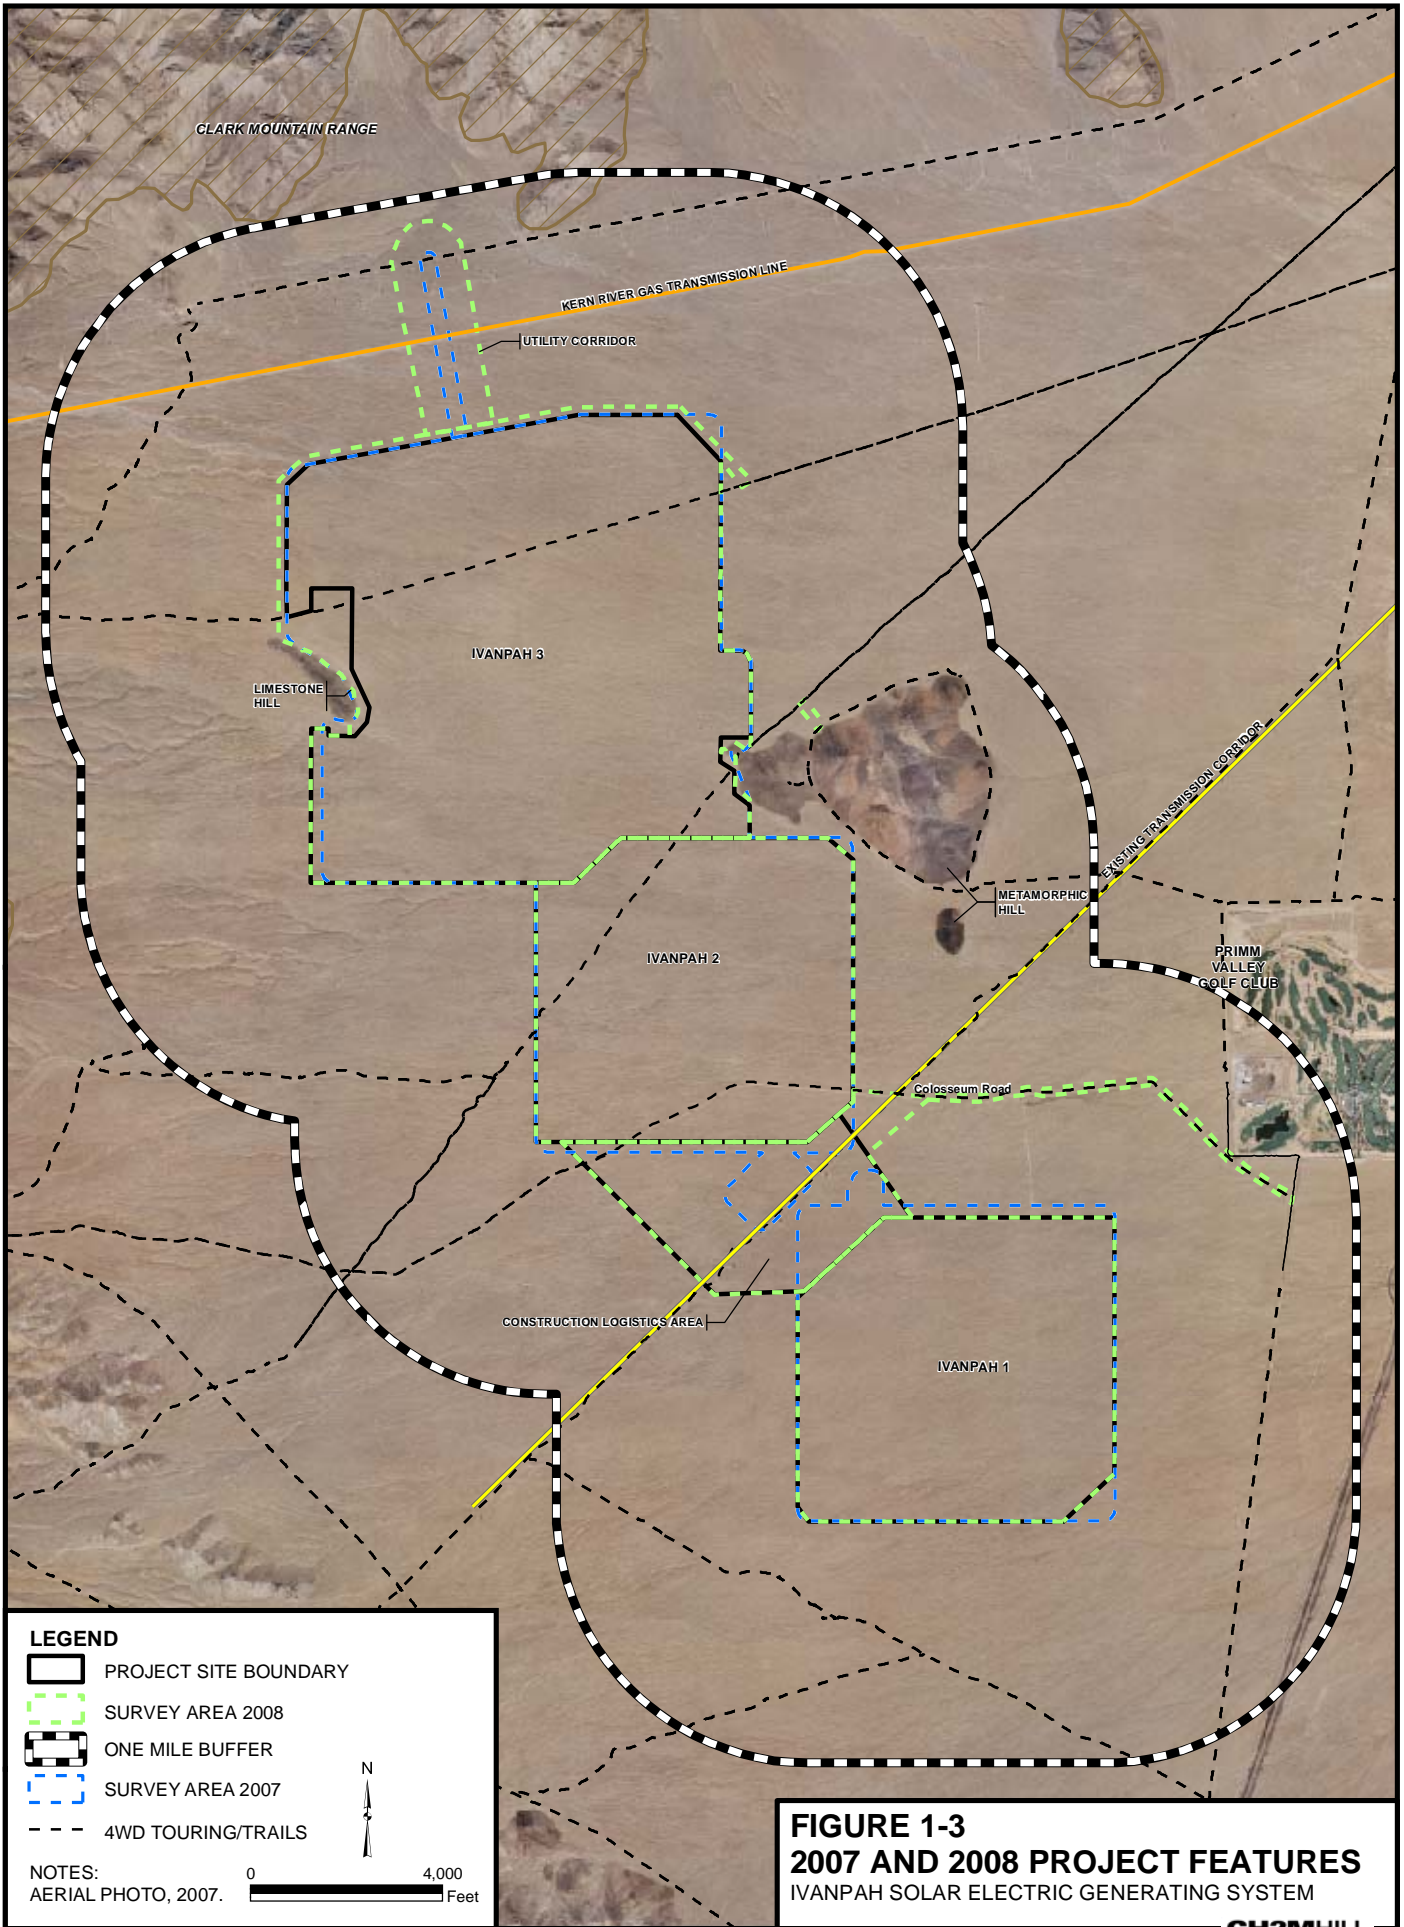 CLARK MOUNTAIN RANGE
KERN RIVER GAS TRANSMISSION LINE
UTILITY CORRIDOR
IVANPAH 3
LIMESTONE
HILL
EXISTING TRANSMISSION CORRIDOR
METAMORPHIC
HILL
IVANPAH 2
PRIMM
VALLEY
GOLF CLUB
Colosseum Road
CONSTRUCTION LOGISTICS AREA
IVANPAH 1
LEGEND
PROJECT SITE BOUNDARY
SURVEY AREA 2008
ONE MILE BUFFER
SURVEY AREA 2007
4WD TOURING/TRAILS
N
NOTES:
AERIAL PHOTO, 2007.
0 4,000
Feet
FIGURE 1-3
2007 AND 2008 PROJECT FEATURES
IVANPAH SOLAR ELECTRIC GENERATING SYSTEM
CH2MHILL